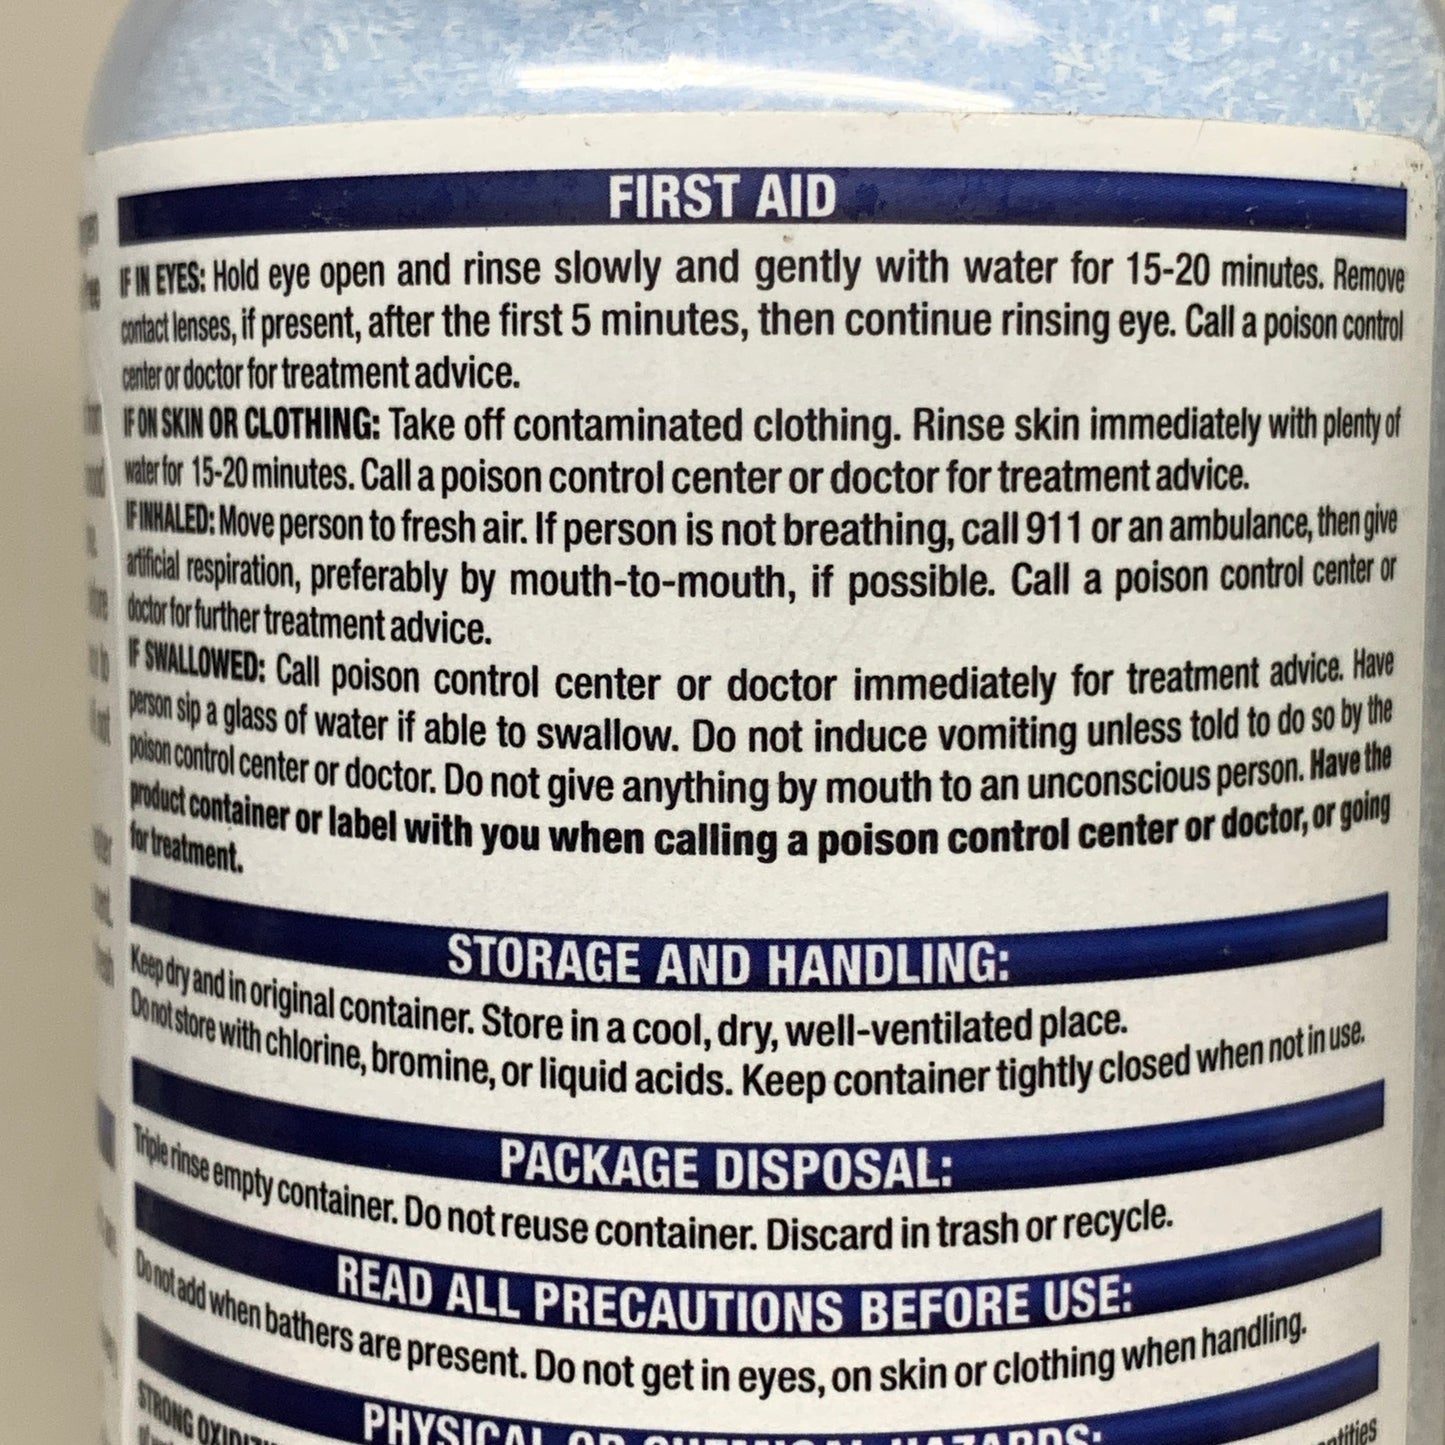 FIRST AID
IF IN EYES: Hold eye open and rinse slowly and gently with water for 15-20 minutes. Remove
contact lenses, if present, after the first 5 minutes, then continue rinsing eye. Call a poison control
center or doctor for treatment advice.
IF ON SKIN OR CLOTHING: Take off contaminated clothing. Rinse skin immediately with plenty of
water for 15-20 minutes. Call a poison control center or doctor for treatment advice.
IF INHALED: Move person to fresh air. If person is not breathing, call 911 or an ambulance, then give
artificial respiration, preferably by mouth-to-mouth, if possible. Call a poison control center or
doctor for further treatment advice.
IF SWALLOWED: Call poison control center or doctor immediately for treatment advice. Have
person sip a glass of water if able to swallow. Do not induce vomiting unless told to do so by the
poison control center or doctor. Do not give anything by mouth to an unconscious person. Have the
product container or label with you when calling a poison control center or doctor, or going
for treatment.
STORAGE AND HANDLING:
Keep dry and in original container. Store in a cool, dry, well-ventilated place.
Do not store with chlorine, bromine, or liquid acids. Keep container tightly closed when not in use.
PACKAGE DISPOSAL:
Triple rinse empty container. Do not reuse container. Discard in trash or recycle.
READ ALL PRECAUTIONS BEFORE USE:
Do not add when bathers are present. Do not get in eyes, on skin or clothing when handling.
PHYSICAL OR CHEMICAL HAZARDS:
STRONG